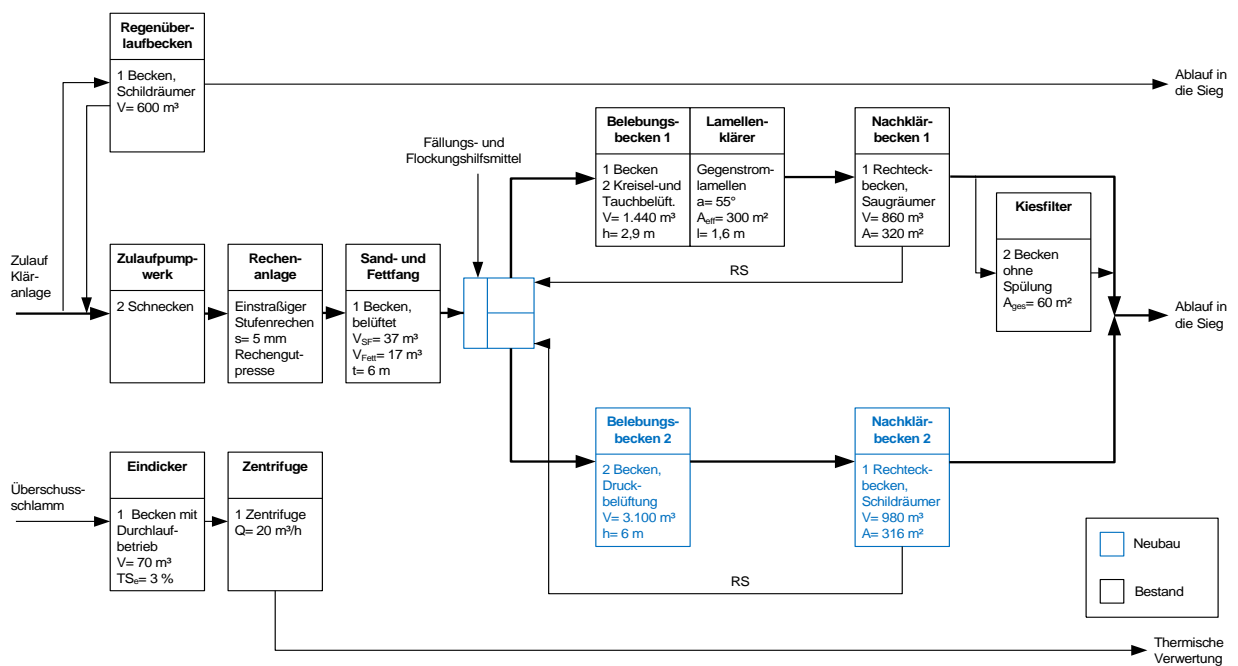 Regenüber-
laufbecken
1 Becken,
Schildräumer
V= 600 m³
Ablauf in
die Sieg
Fällungs- und
Flockungshilfsmittel
Belebungs-
becken 1
1 Becken
2 Kreisel-und
Tauchbelüft.
V= 1.440 m³
h= 2,9 m
Lamellen-
klärer
Gegenstrom-
lamellen
a= 55°
Aeff= 300 m²
l= 1,6 m
Nachklär-
becken 1
1 Rechteck-
becken,
Saugräumer
V= 860 m³
A= 320 m²
Kiesfilter
2 Becken
ohne
Spülung
Ages= 60 m²
RS
Zulauf
Klär-
anlage
Zulaufpump-
werk
2 Schnecken
Rechen-
anlage
Einstraßiger
Stufenrechen
s= 5 mm
Rechengut-
presse
Sand- und
Fettfang
1 Becken,
belüftet
VSF= 37 m³
VFett= 17 m³
t= 6 m
Ablauf in
die Sieg
Belebungs-
becken 2
2 Becken,
Druck-
belüftung
V= 3.100 m³
h= 6 m
Nachklär-
becken 2
1 Rechteck-
becken,
Schildräumer
V= 980 m³
A= 316 m²
RS
Überschuss-
schlamm
Eindicker
1 Becken mit
Durchlauf-
betrieb
V= 70 m³
TSe= 3 %
Zentrifuge
1 Zentrifuge
Q= 20 m³/h
Neubau
Bestand
Thermische
Verwertung